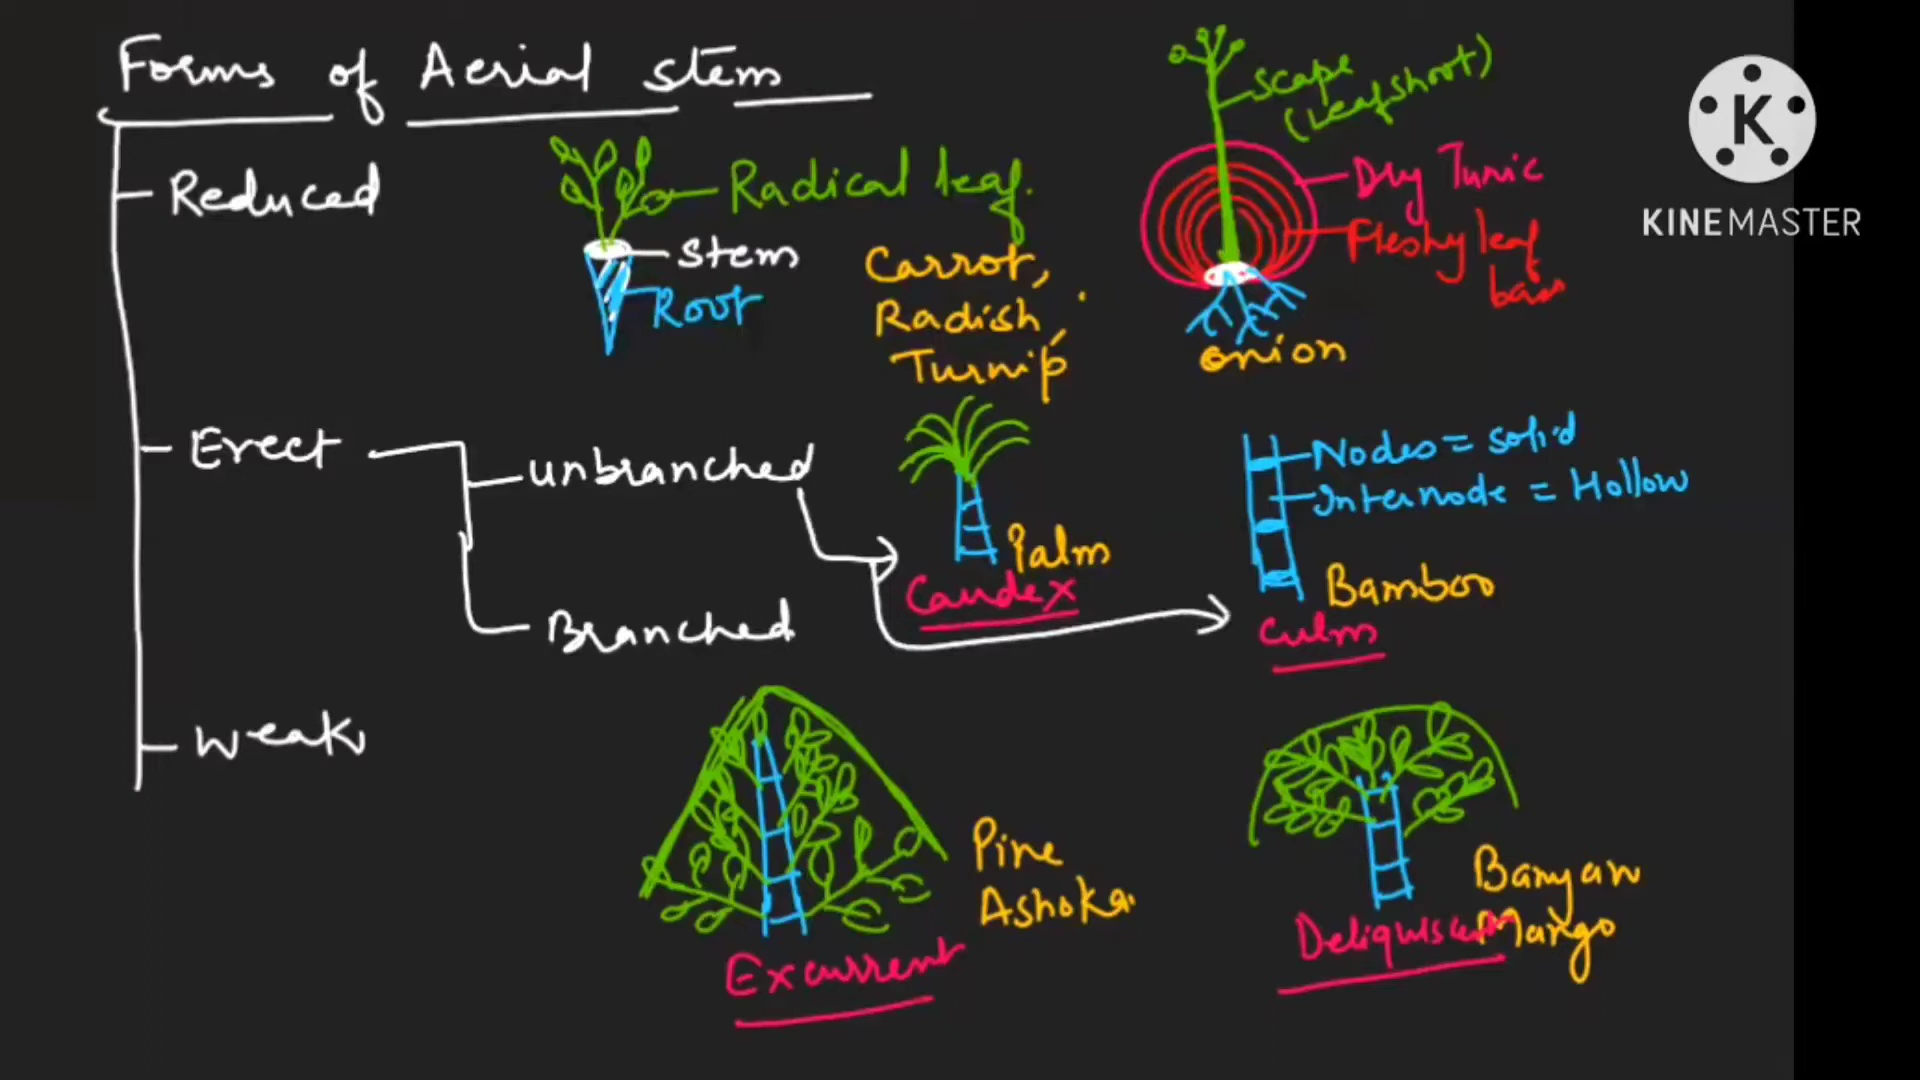 Forms of Aerial stem
Reduced
Radical leaf.
Stem
Root
Carrot,
Radish,
Turnip
scape
(Leafshoot)
Dry Tunic
Fleshy leaf
onion
K
KINEMASTER
Erect
unbranched
Branched
Palm
Caudex
Nodes = solid
Internode = Hollow
Bamboo
Culm
Weak
Pine
Ashoka
Excurrent
Banyan
Mango